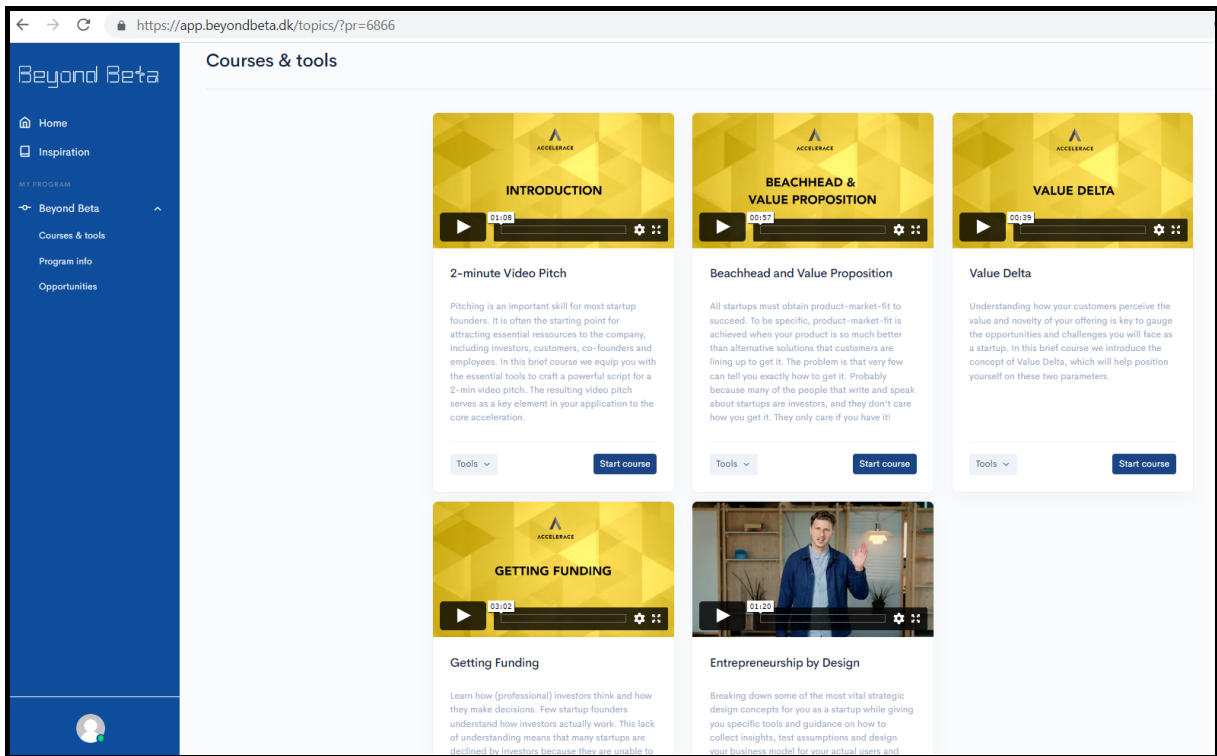 https://app.beyondbeta.dk/topics/?pr=6866
Beyond Beta
Home
Inspiration
MY PROGRAM
Beyond Beta
Courses & tools
Program info
Opportunities
Courses & tools
ACCELERACE
INTRODUCTION
01:08
2-minute Video Pitch
Pitching is an important skill for most startup
founders. It is often the starting point for
attracting essential ressources to the company,
including investors, customers, co-founders and
employees. In this brief course we equip you with
the essential tools to craft a powerful script for a
2-min video pitch. The resulting video pitch
serves as a key element in your application to the
core acceleration.
Tools
Start course
ACCELERACE
BEACHHEAD &
VALUE PROPOSITION
00:57
Beachhead and Value Proposition
All startups must obtain product-market-fit to
succeed. To be specific, product-market-fit is
achieved when your product is so much better
than alternative solutions that customers are
lining up to get it. The problem is that very few
can tell you exactly how to get it. Probably
because many of the people that write and speak
about startups are investors, and they don't care
how you get it. They only care if you have it!
Tools
Start course
ACCELERACE
VALUE DELTA
00:39
Value Delta
Understanding how your customers perceive the
value and novelty of your offering is key to gauge
the opportunities and challenges you will face as
a startup. In this brief course we introduce the
concept of Value Delta, which will help position
yourself on these two parameters.
Tools
Start course
ACCELERACE
GETTING FUNDING
03:02
Getting Funding
Learn how (professional) investors think and how
they make decisions. Few startup founders
understand how investors actually work. This lack
of understanding means that many startups are
declined by investors because they are unable to
01:20
Entrepreneurship by Design
Breaking down some of the most vital strategic
design concepts for you as a startup while giving
you specific tools and guidance on how to
collect insights, test assumptions and design
your business model for your actual users and